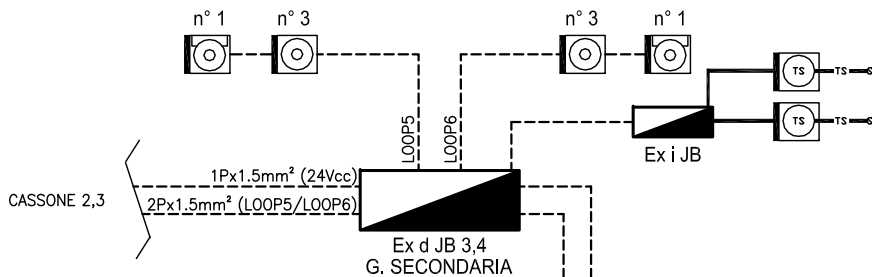 n° 1
n° 3
n° 3
n° 1
TS
TS
S
TS
TS
S
LOOP5
LOOP6
Ex i JB
1Px1.5mm² (24Vcc)
CASSONE 2,3
2Px1.5mm² (LOOP5/LOOP6)
Ex d JB 3,4
G. SECONDARIA